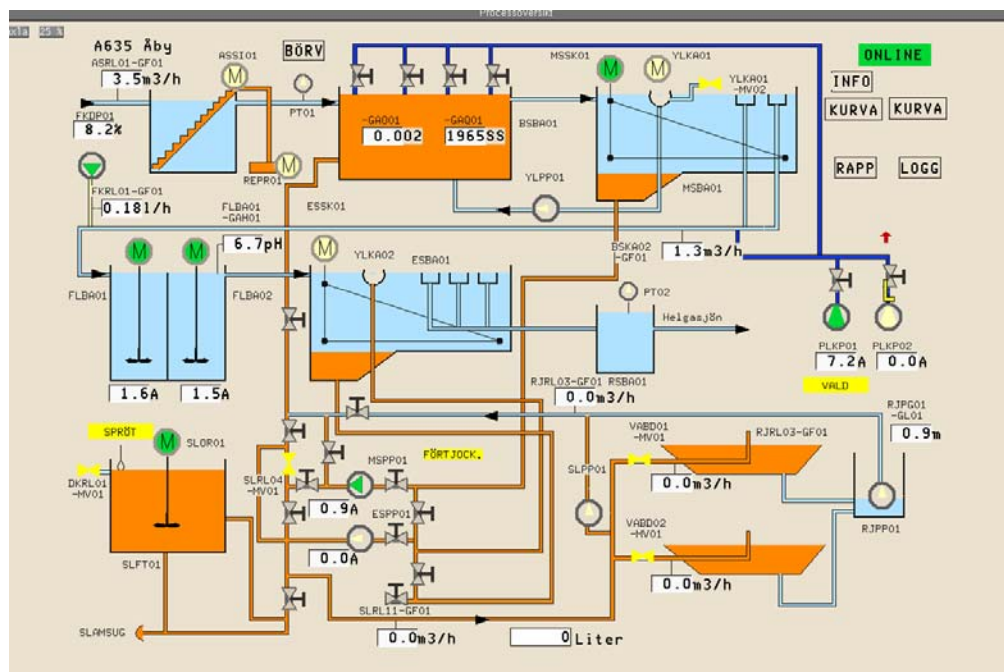 Processöversikt
25 %
A635 Åby
ASRL01-GF01
3.5m3/h
ASSI01
M
BÖRV
PT01
FKDP01
8.2%
REPR01
M
-GAO01
0.002
-GAQ01
1965SS
BSBA01
MSSK01
M
YLKA01
M
YLKA01
-MV02
ONLINE
INFO
KURVA
KURVA
RAPP
LOGG
YLPP01
MSBA01
FKRL01-GF01
0.18l/h
FLBA01
-GAH01
6.7pH
ESSK01
M
YLKA02
ESBA01
BSKA02
-GF01
1.3m3/h
FLBA01
M
M
FLBA02
1.6A
1.5A
PT02
Helgasjön
RSBA01
PLKP01
7.2A
PLKP02
0.0A
VALD
RJRL03-GF01
0.0m3/h
RJPG01
-GL01
0.9m
SPRÖT
M
SLOR01
DKRL01
-MV01
SLFT01
SLRL04
-MV01
MSPP01
0.9A
FÖRTJOCK.
ESPP01
0.0A
SLPP01
VABD01
-MV01
RJRL03-GF01
0.0m3/h
VABD02
-MV01
0.0m3/h
RJPP01
SLRL11-GF01
0.0m3/h
0Liter
SLAMSUG